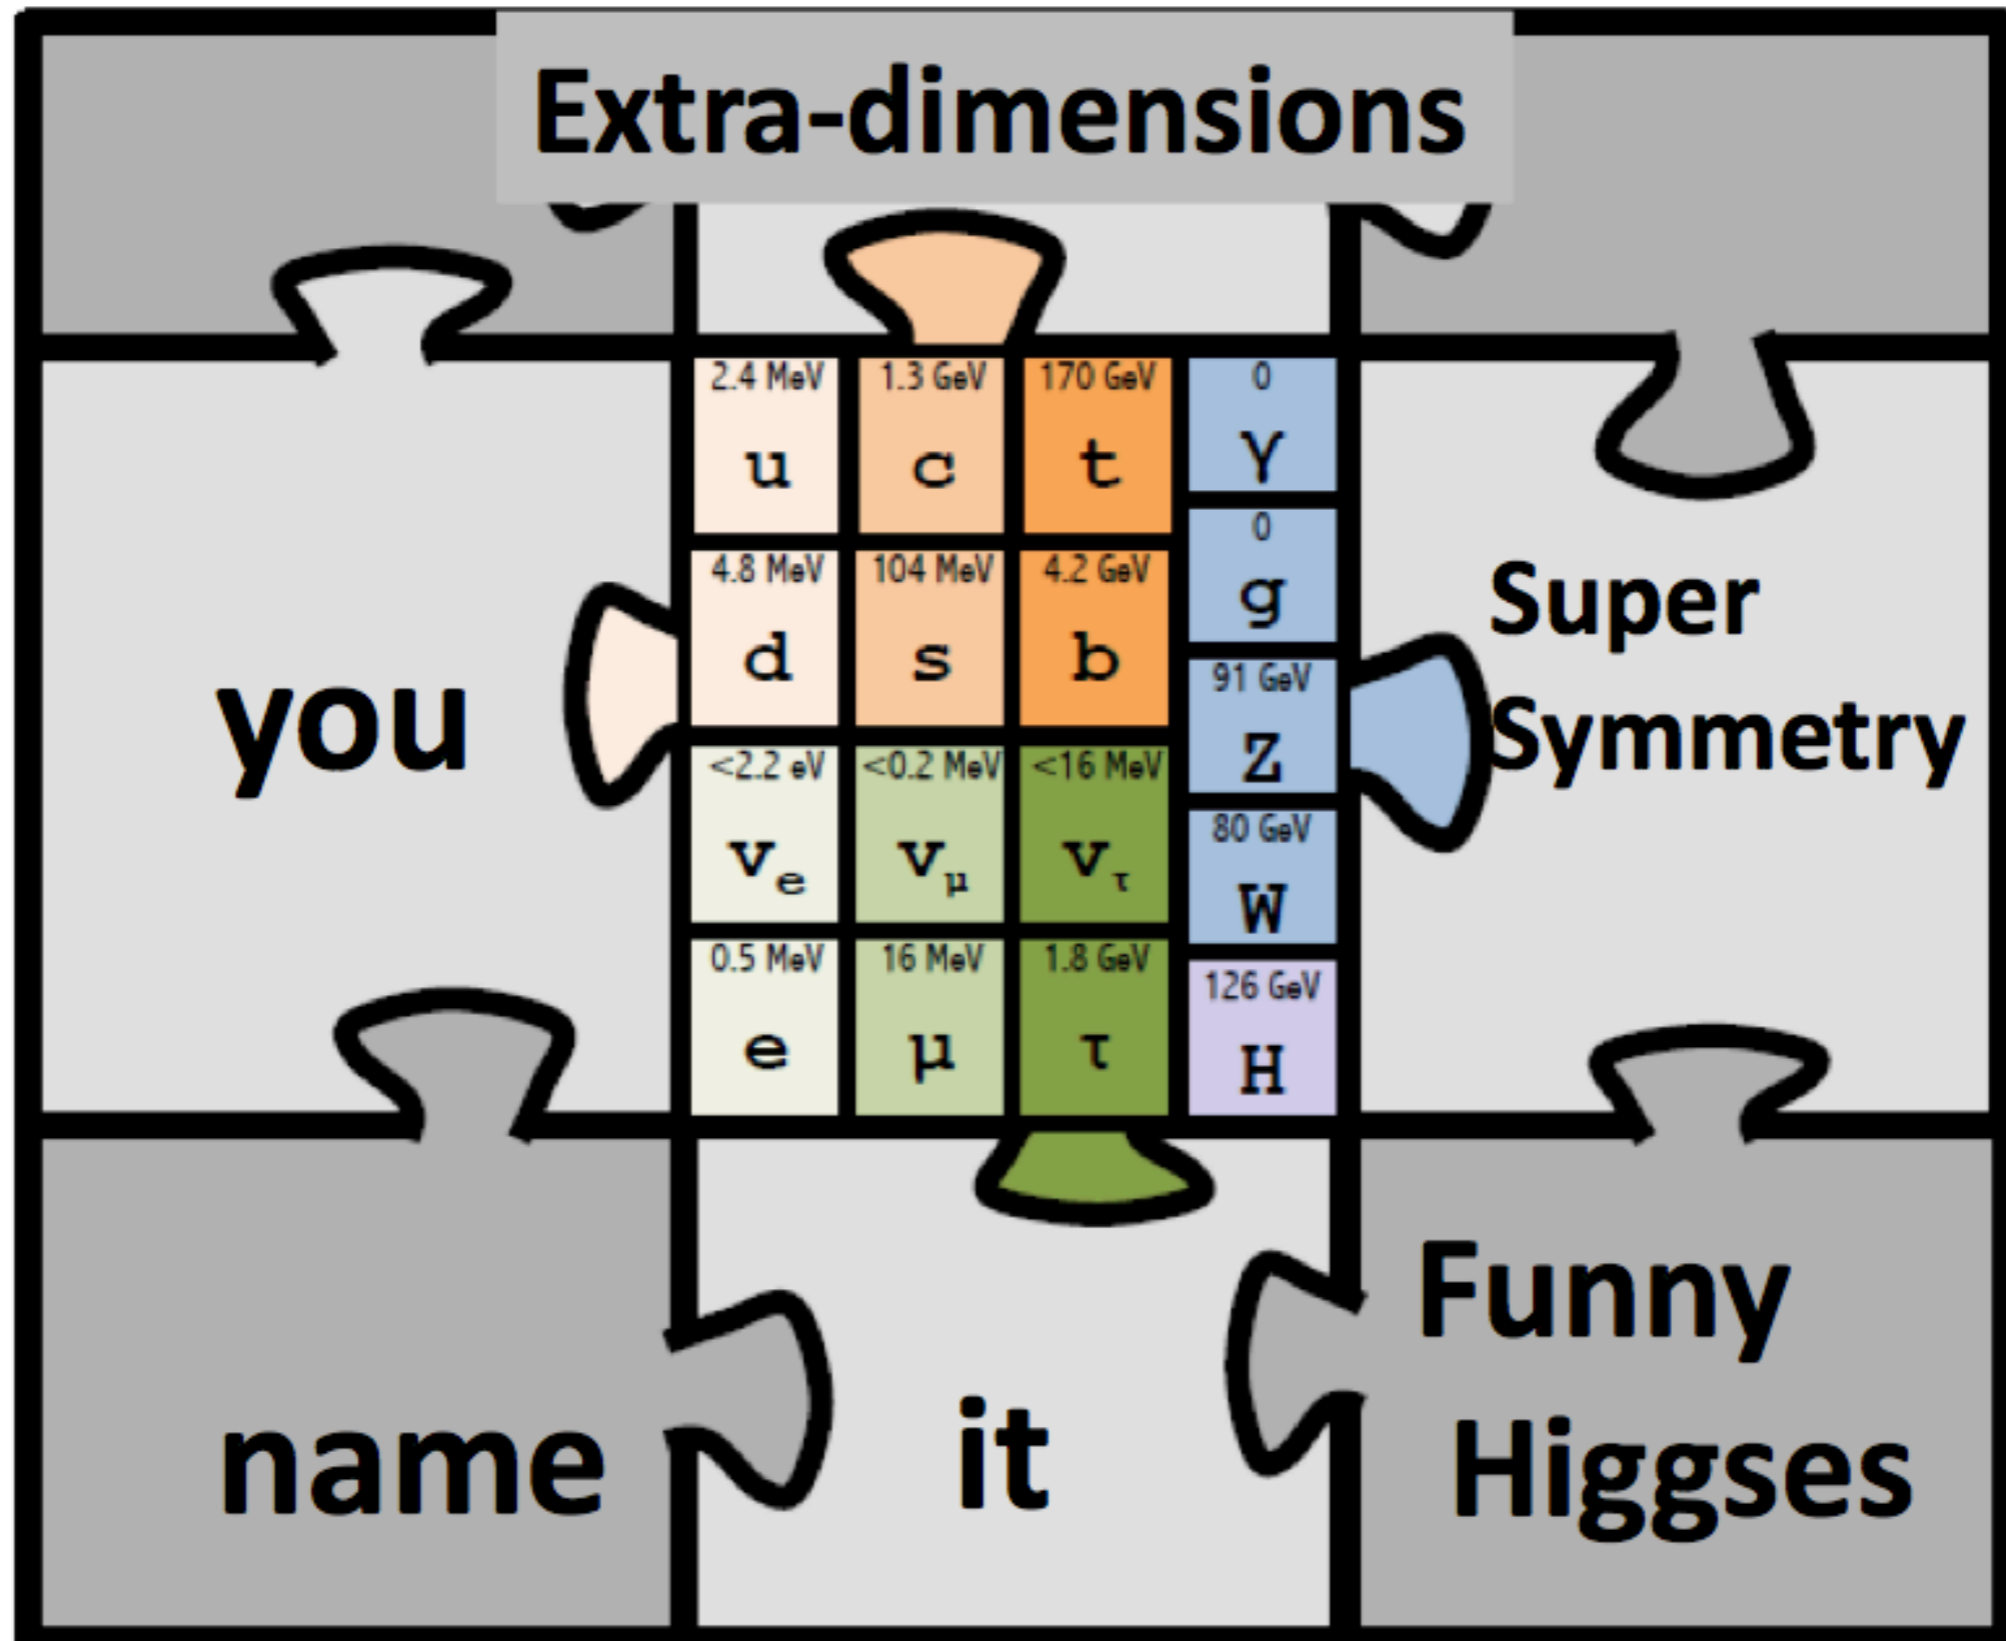 Extra-dimensions
2.4 MeV 1.3 GeV 170 GeV 0
u c t γ
0
g
4.8 MeV 104 MeV 4.2 GeV
d s b
91 GeV
Z
<2.2 eV <0.2 MeV <16 MeV
νe νμ ντ
80 GeV
W
0.5 MeV 16 MeV 1.8 GeV
e μ τ
126 GeV
H
Super
Symmetry
you
name
it
Funny
Higgses